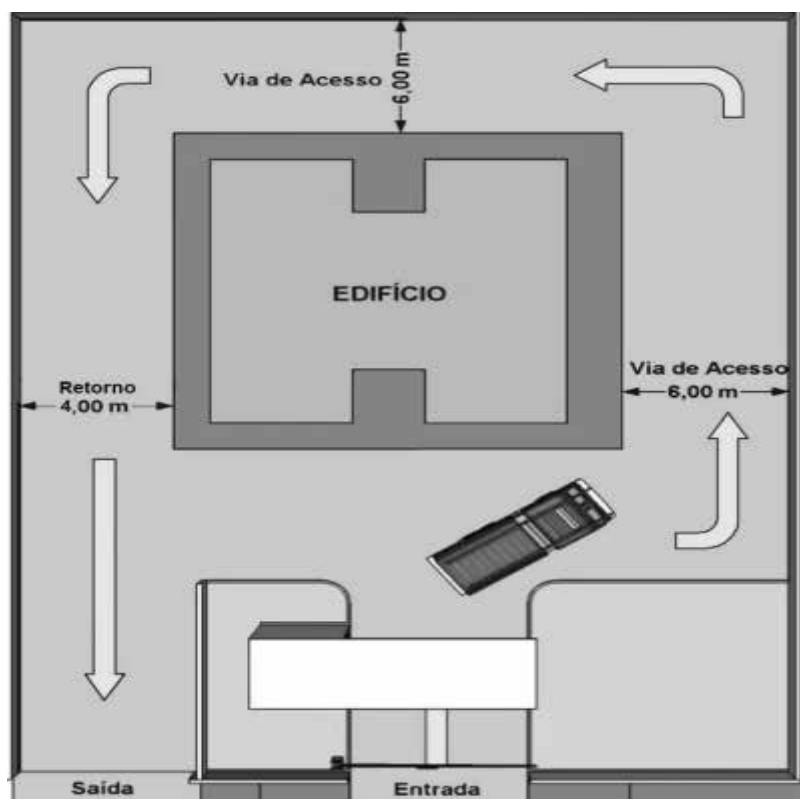 Via de Acesso
6,00 m
EDIFÍCIO
Retorno
4,00 m
Via de Acesso
6,00 m
Saída
Entrada